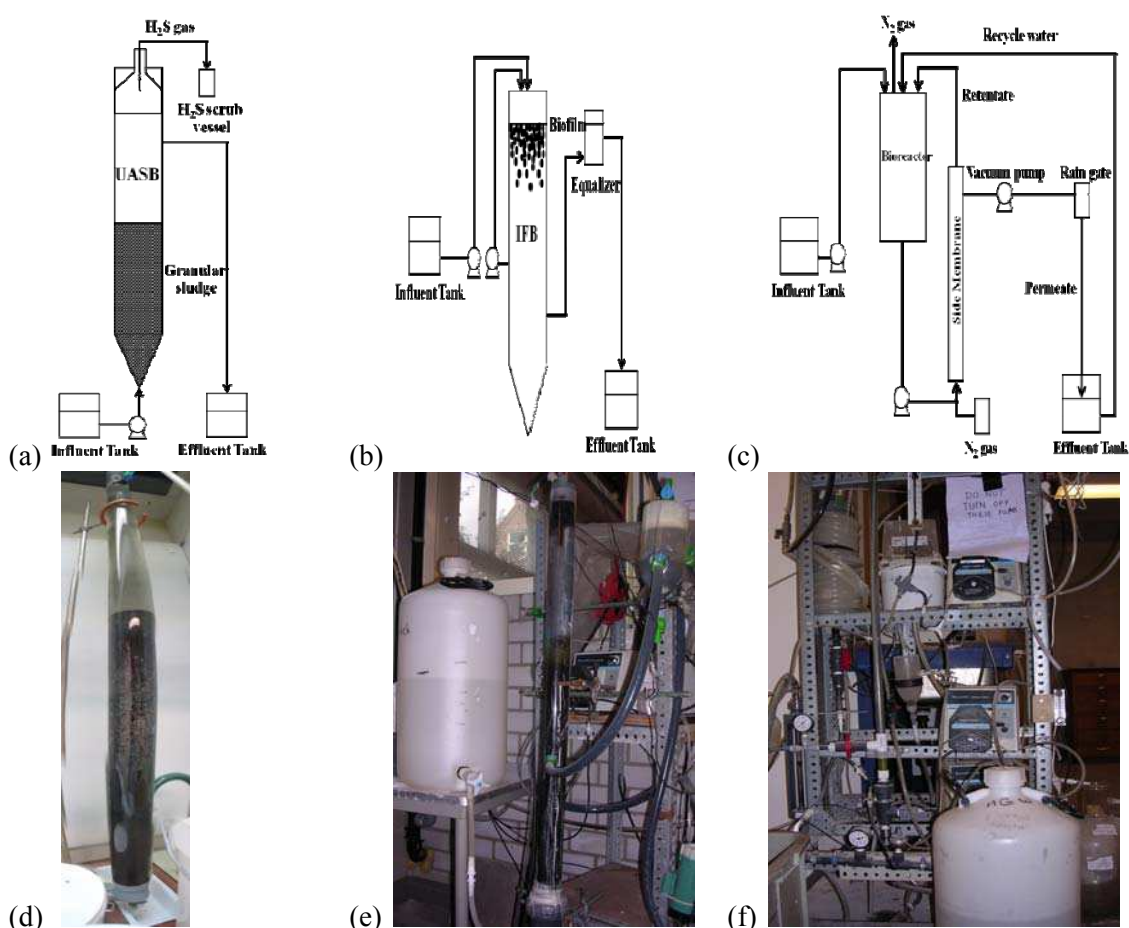 H₂S gas
H₂S scrub
vessel
UASB
Granular
sludge
Influent Tank
Effluent Tank
(a)
Biofilm
Equalizer
IFB
Influent Tank
Effluent Tank
(b)
N₂ gas
Recycle water
Retentate
Bioreactor
Vacuum pump
Rain gate
Side Membrane
Influent Tank
Permeate
N₂ gas
Effluent Tank
(c)
(d)
(e)
DO NOT
TURN OFF
THESE PUMP
(f)